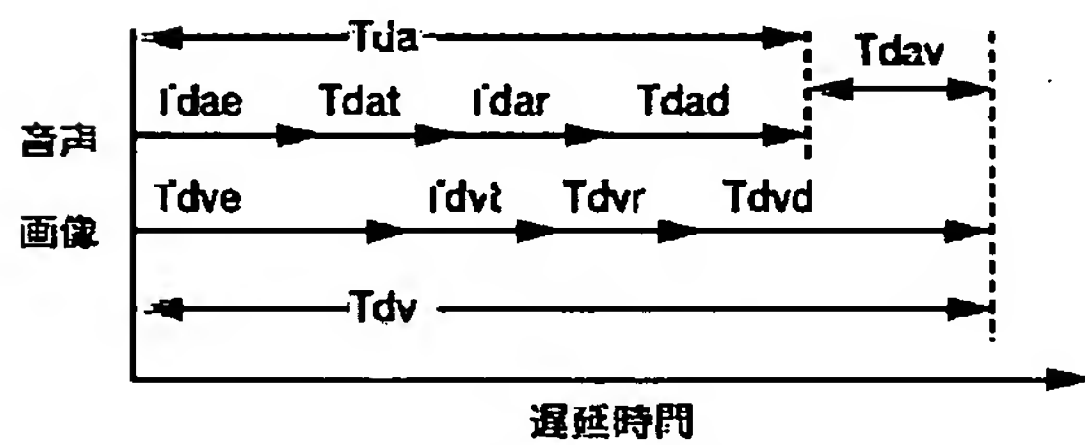 Tda
Tdav
Tdae Tdat Tdar Tdad
音声
Tdve Tdvt Tdvr Tdvd
画像
Tdv
遅延時間